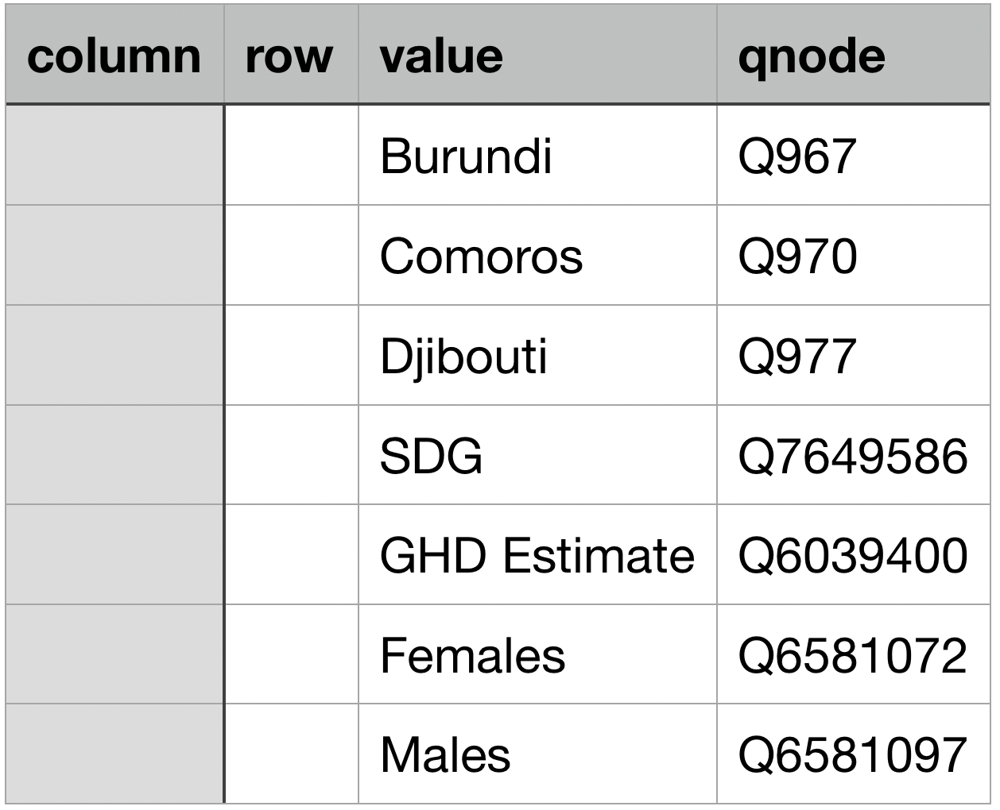 column row value qnode
Burundi Q967
Comoros Q970
Djibouti Q977
SDG Q7649586
GHD Estimate Q6039400
Females Q6581072
Males Q6581097